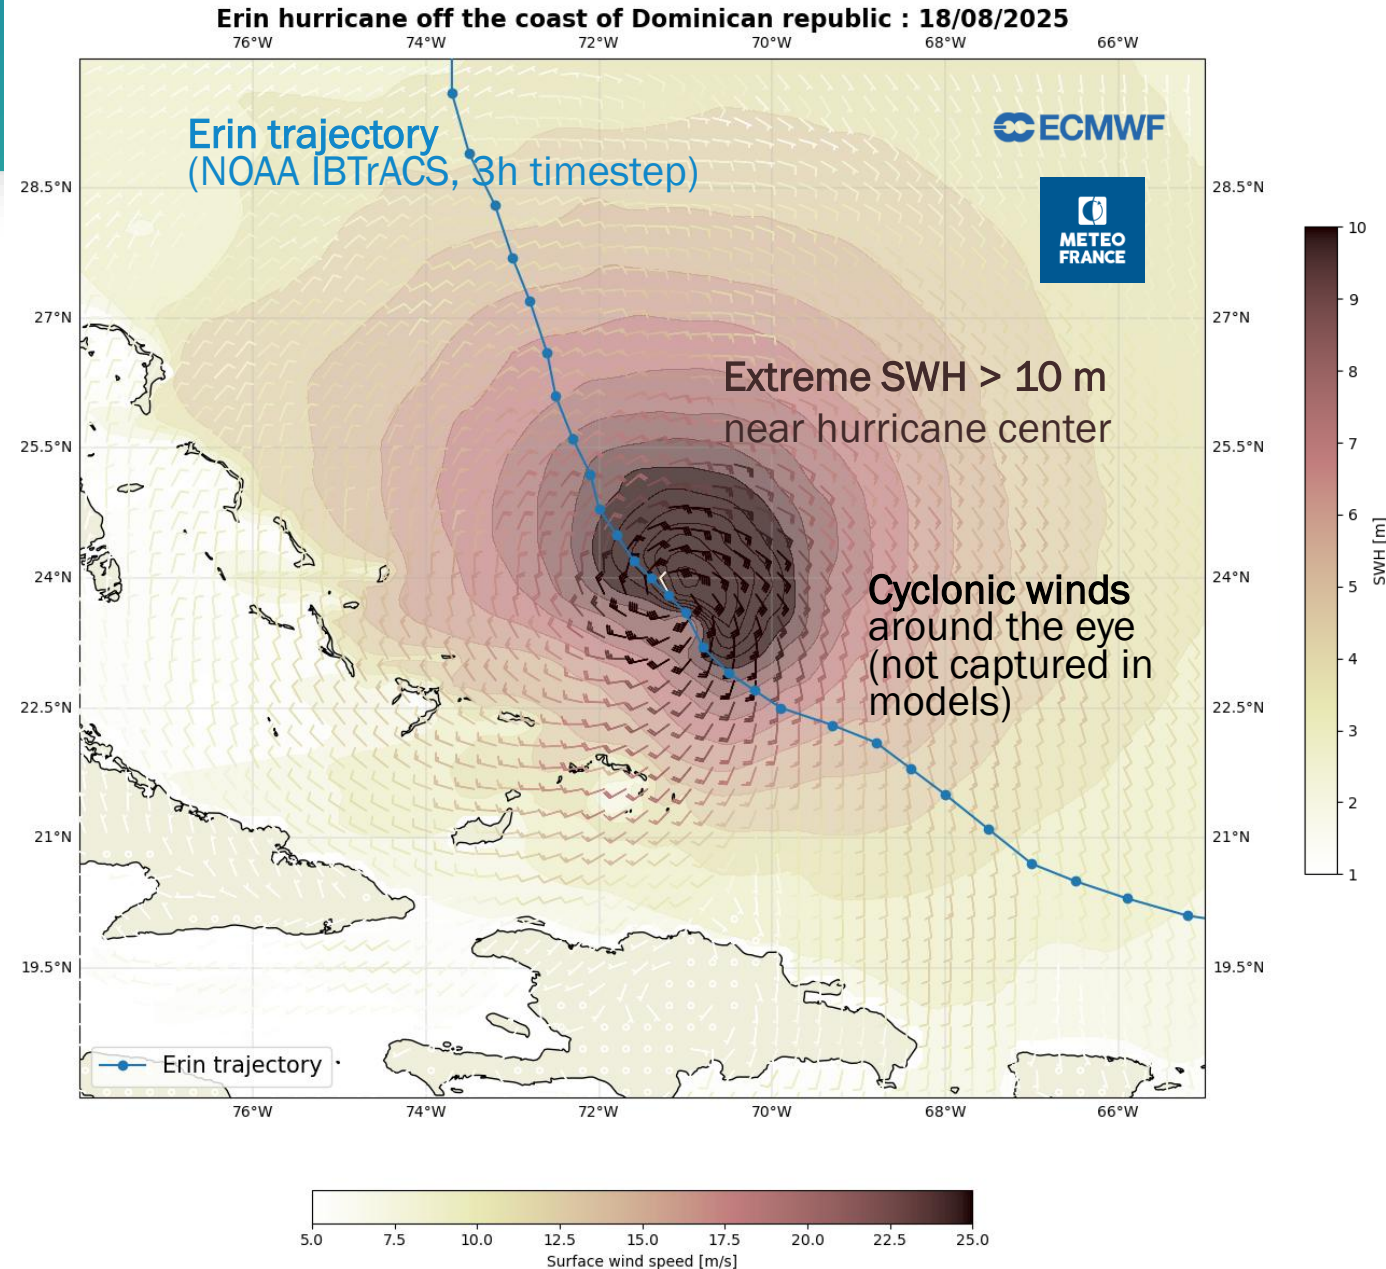 Erin hurricane off the coast of Dominican republic : 18/08/2025
76°W 74°W 72°W 70°W 68°W 66°W
Erin trajectory
(NOAA IBTrACS, 3h timestep)
ECMWF
METEO
FRANCE
28.5°N 28.5°N
27°N 27°N
Extreme SWH > 10 m
near hurricane center
25.5°N 25.5°N
24°N 24°N
Cyclonic winds
around the eye
(not captured in
models)
22.5°N 22.5°N
21°N 21°N
19.5°N 19.5°N
Erin trajectory
76°W 74°W 72°W 70°W 68°W 66°W
10
9
8
7
6
5
4
3
2
1
SWH [m]
5.0 7.5 10.0 12.5 15.0 17.5 20.0 22.5 25.0
Surface wind speed [m/s]